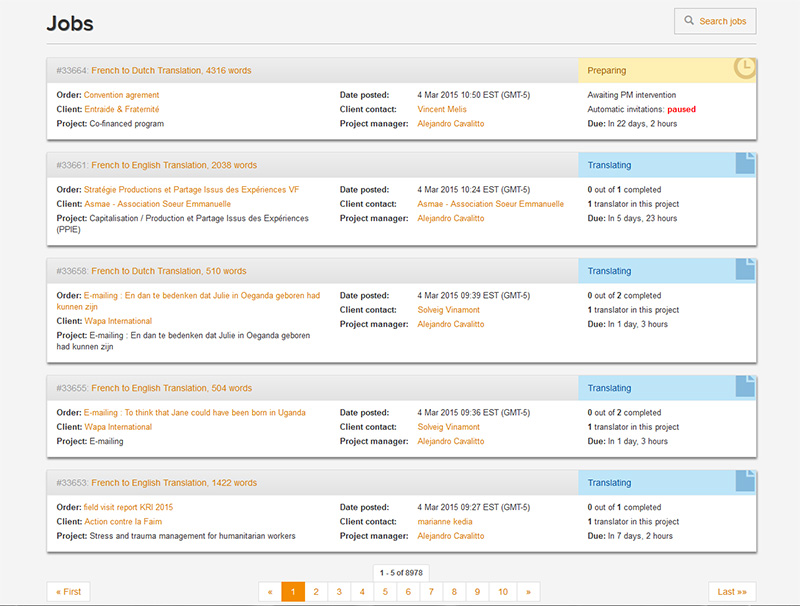 Jobs
Search jobs
#33664: French to Dutch Translation, 4316 words
Preparing
Order: Convention agrement
Client: Entraide & Fraternité
Project: Co-financed program
Date posted: 4 Mar 2015 10:50 EST (GMT-5)
Client contact: Vincent Melis
Project manager: Alejandro Cavalitto
Awaiting PM intervention
Automatic invitations: paused
Due: In 22 days, 2 hours
#33661: French to English Translation, 2038 words
Translating
Order: Stratégie Productions et Partage Issus des Expériences VF
Client: Asmae - Association Soeur Emmanuelle
Project: Capitalisation / Production et Partage Issus des Expériences
(PPIE)
Date posted: 4 Mar 2015 10:24 EST (GMT-5)
Client contact: Asmae - Association Soeur Emmanuelle
Project manager: Alejandro Cavalitto
0 out of 1 completed
1 translator in this project
Due: In 5 days, 23 hours
#33658: French to Dutch Translation, 510 words
Translating
Order: E-mailing : En dan te bedenken dat Julie in Oeganda geboren had
kunnen zijn
Client: Wapa International
Project: E-mailing : En dan te bedenken dat Julie in Oeganda geboren
had kunnen zijn
Date posted: 4 Mar 2015 09:39 EST (GMT-5)
Client contact: Solveig Vinamont
Project manager: Alejandro Cavalitto
0 out of 2 completed
1 translator in this project
Due: In 1 day, 3 hours
#33655: French to English Translation, 504 words
Translating
Order: E-mailing : To think that Jane could have been born in Uganda
Client: Wapa International
Project: E-mailing
Date posted: 4 Mar 2015 09:36 EST (GMT-5)
Client contact: Solveig Vinamont
Project manager: Alejandro Cavalitto
0 out of 2 completed
1 translator in this project
Due: In 1 day, 3 hours
#33653: French to English Translation, 1422 words
Translating
Order: field visit report KRI 2015
Client: Action contre la Faim
Project: Stress and trauma management for humanitarian workers
Date posted: 4 Mar 2015 09:27 EST (GMT-5)
Client contact: marianne kedia
Project manager: Alejandro Cavalitto
0 out of 1 completed
1 translator in this project
Due: In 7 days, 2 hours
1 - 5 of 8978
« First « 1 2 3 4 5 6 7 8 9 10 » Last »»